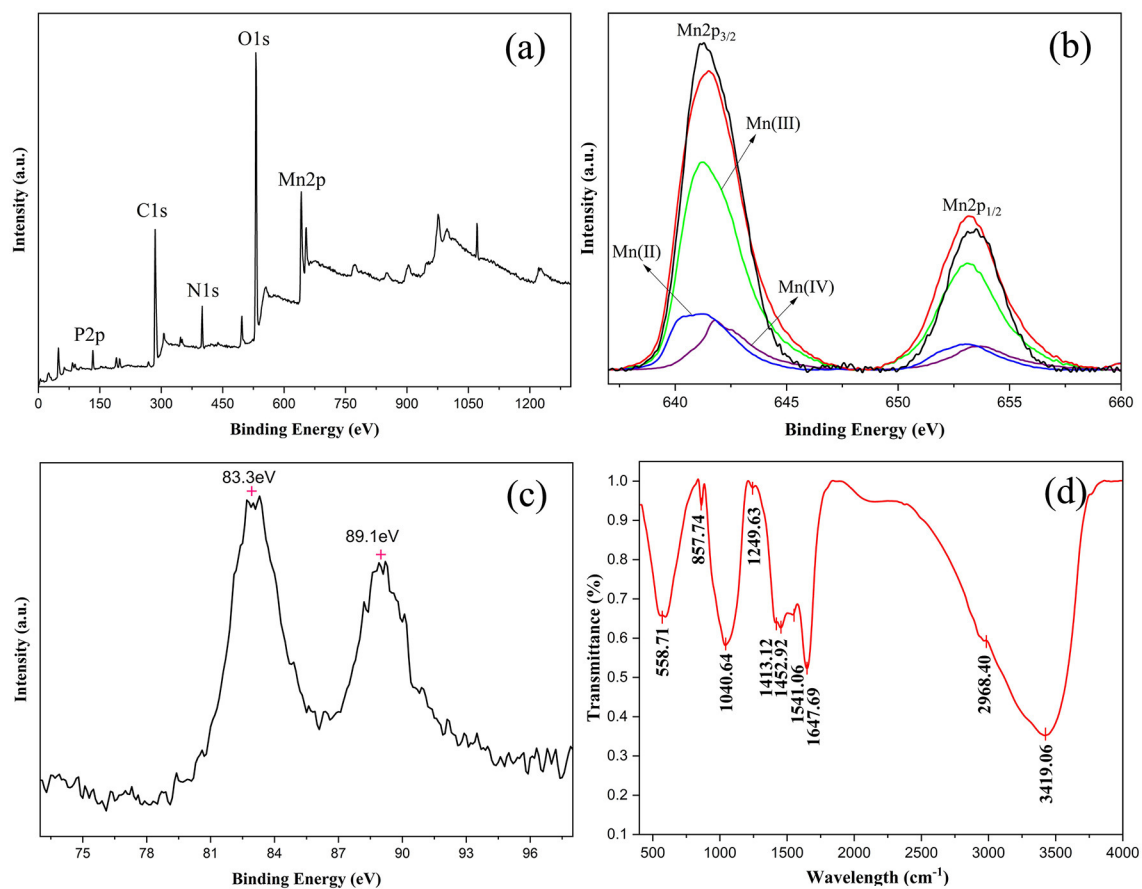 (a)
O1s
Mn2p
C1s
N1s
P2p
Intensity (a.u.)
0 150 300 450 600 750 900 1050 1200
Binding Energy (eV)
(b)
Mn2p3/2
Mn(III)
Mn2p1/2
Mn(II)
Mn(IV)
Intensity (a.u.)
640 645 650 655 660
Binding Energy (eV)
(c)
83.3eV
89.1eV
Intensity (a.u.)
75 78 81 84 87 90 93 96
Binding Energy (eV)
(d)
1.0
0.9
0.8
0.7
0.6
0.5
0.4
0.3
0.2
0.1
Transmittance (%)
558.71
857.74
1040.64
1249.63
1413.12
1452.92
1541.06
1647.69
2968.40
3419.06
500 1000 1500 2000 2500 3000 3500 4000
Wavelength (cm-1)